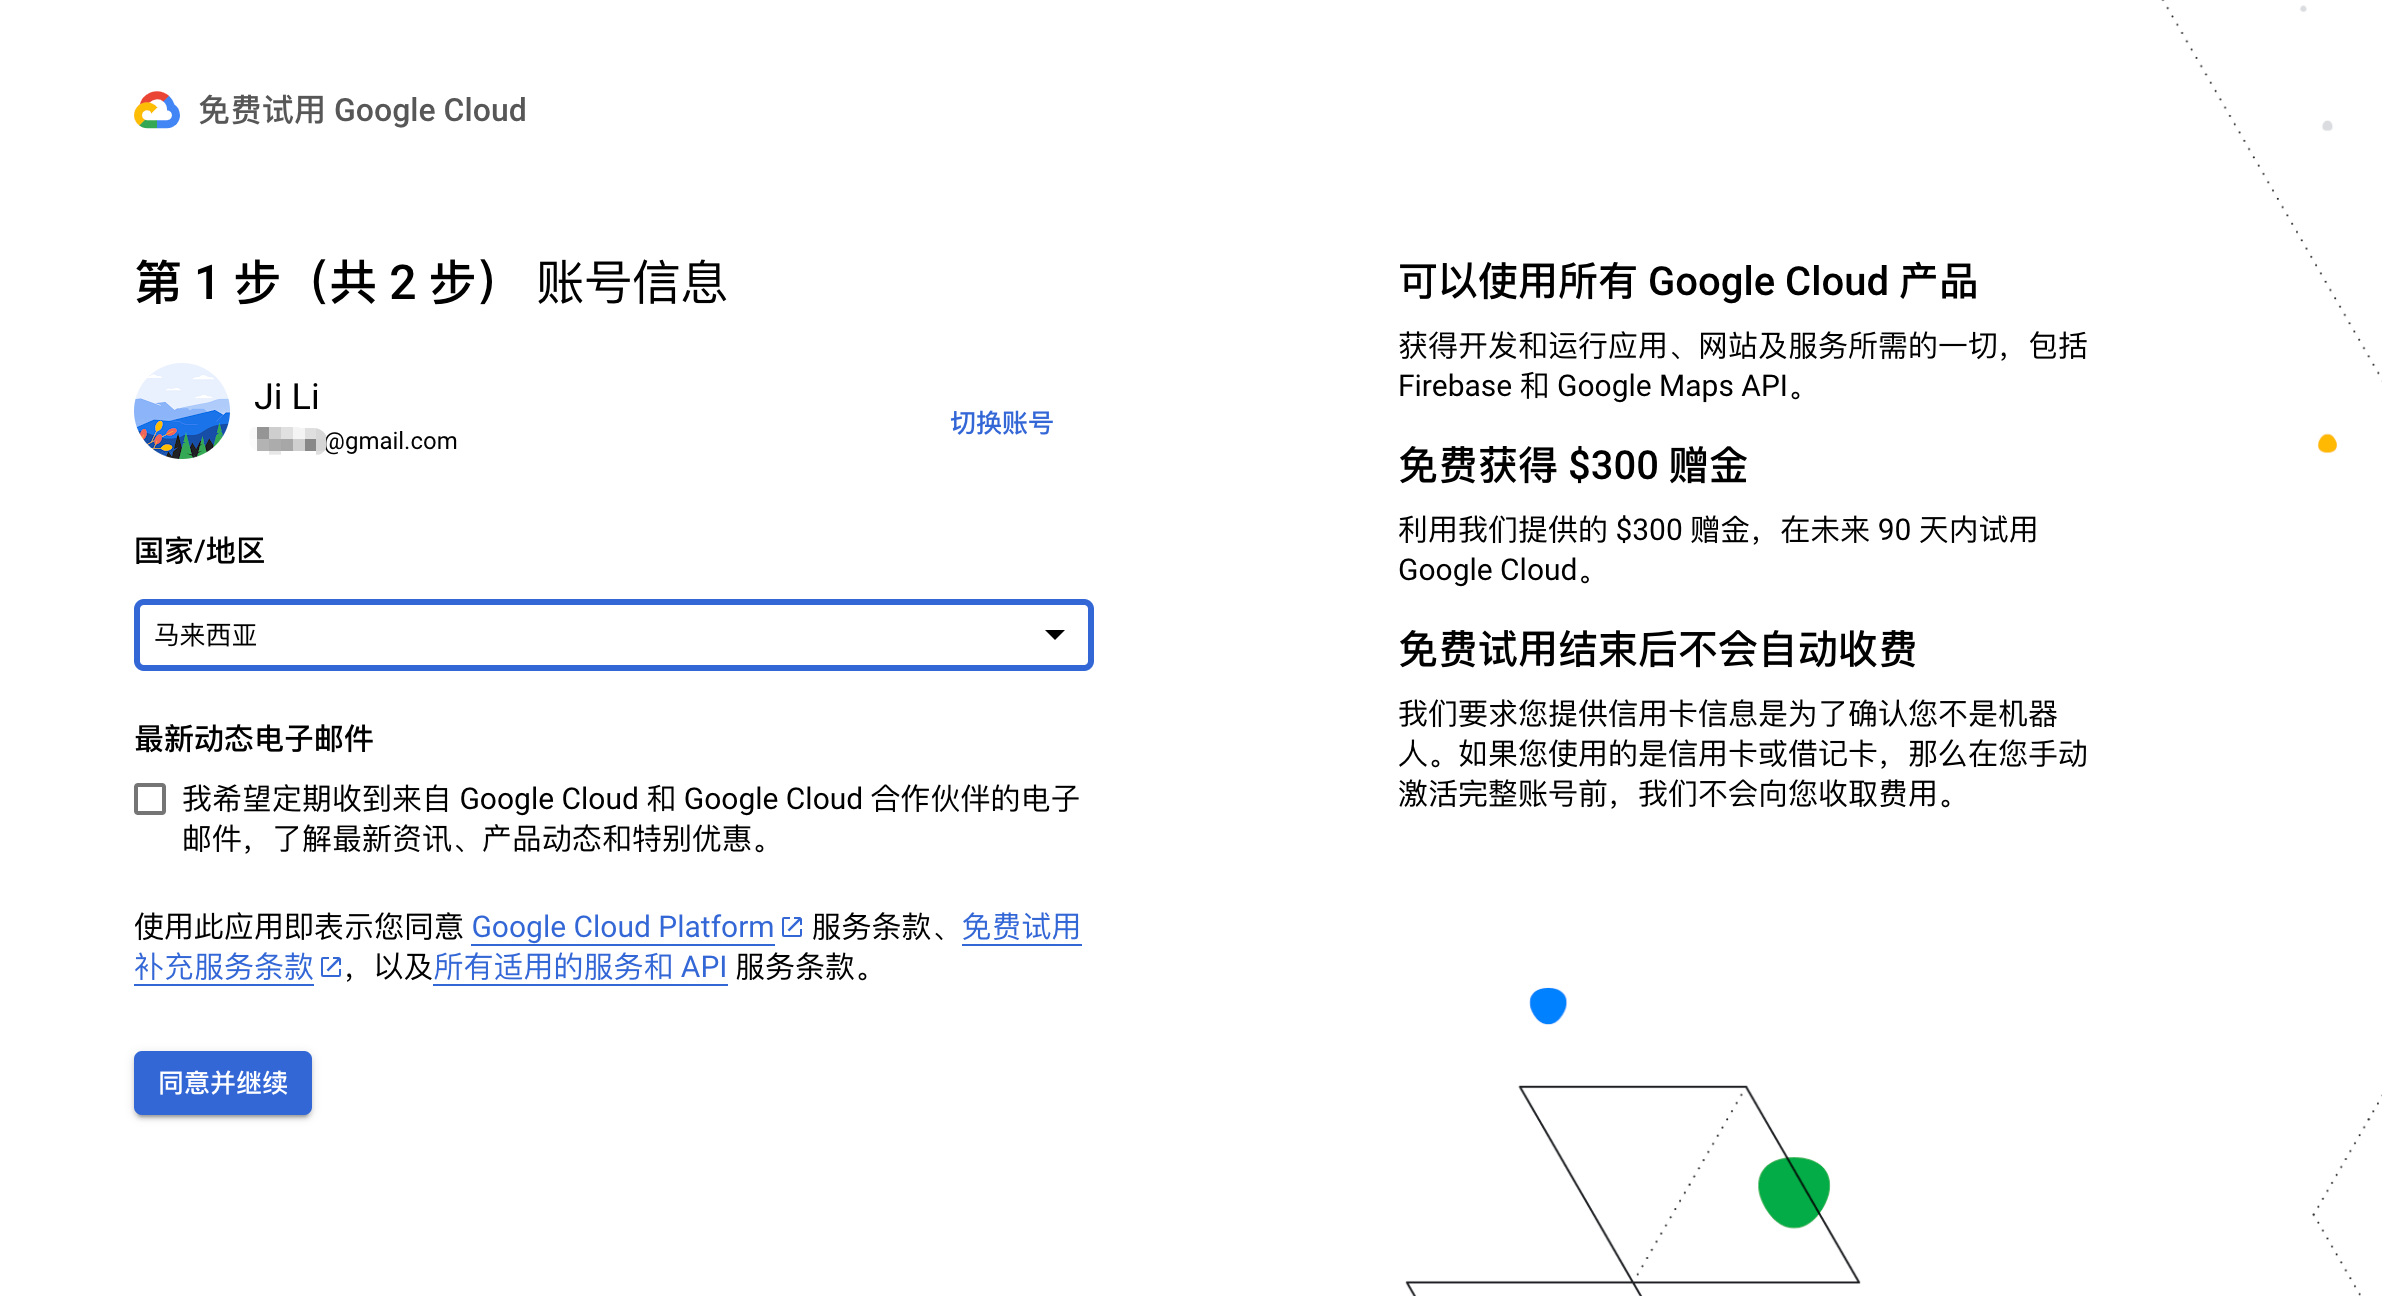 免费试用 Google Cloud
第 1 步（共 2 步） 账号信息
Ji Li
@gmail.com
切换账号
国家/地区
马来西亚
最新动态电子邮件
我希望定期收到来自 Google Cloud 和 Google Cloud 合作伙伴的电子
邮件，了解最新资讯、产品动态和特别优惠。
使用此应用即表示您同意 Google Cloud Platform 服务条款、免费试用
补充服务条款，以及所有适用的服务和 API 服务条款。
同意并继续
可以使用所有 Google Cloud 产品
获得开发和运行应用、网站及服务所需的一切，包括
Firebase 和 Google Maps API。
免费获得 $300 赠金
利用我们提供的 $300 赠金，在未来 90 天内试用
Google Cloud。
免费试用结束后不会自动收费
我们要求您提供信用卡信息是为了确认您不是机器
人。如果您使用的是信用卡或借记卡，那么在您手动
激活完整账号前，我们不会向您收取费用。